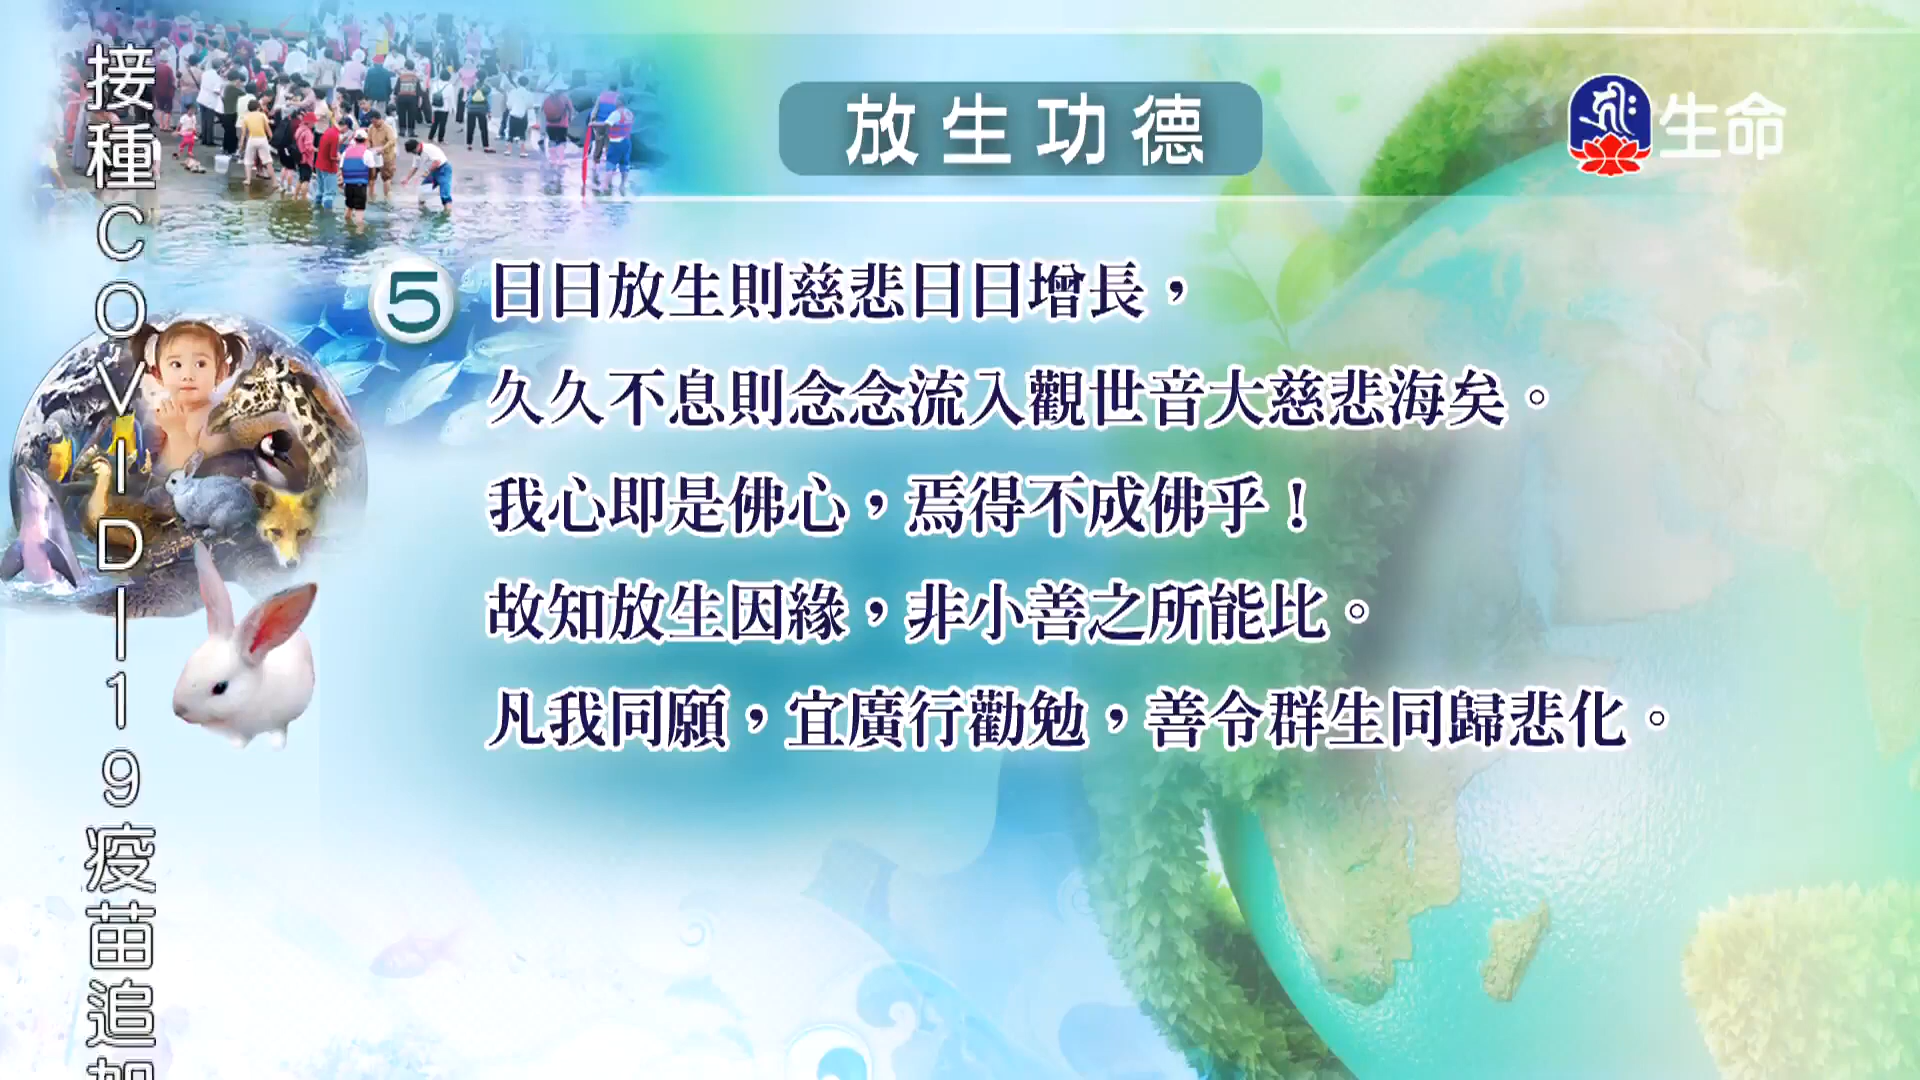 放生功德
生命
5 日日放生則慈悲日日增長，
久久不息則念念流入觀世音大慈悲海矣。
我心即是佛心，焉得不成佛乎！
故知放生因緣，非小善之所能比。
凡我同願，宜廣行勸勉，善令群生同歸悲化。
接種COVID-19疫苗追加